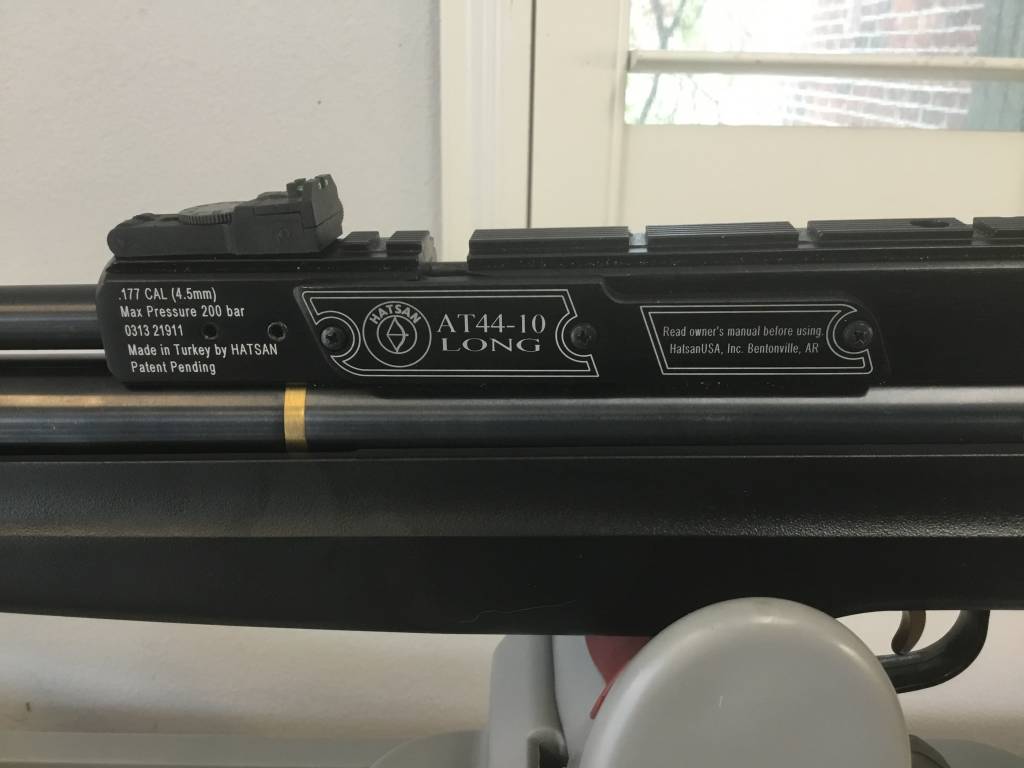 .177 CAL (4.5mm)
Max Pressure 200 bar
0313 21911
Made in Turkey by HATSAN
Patent Pending
HATSAN
AT44-10
LONG
Read owner's manual before using.
HatsanUSA, Inc. Bentonville, AR